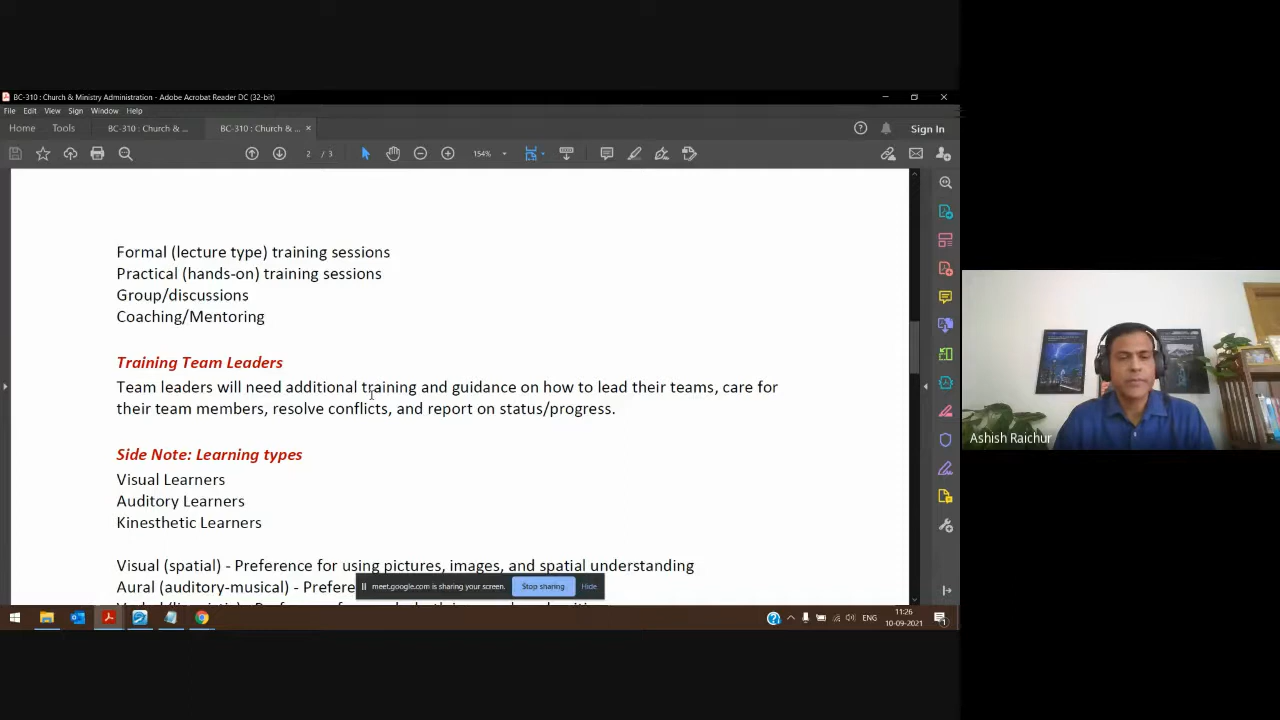 BC-310 : Church & Ministry Administration - Adobe Acrobat Reader DC (32-bit)
File Edit View Sign Window Help
Home Tools BC-310 : Church & ... BC-310 : Church & ... × Sign In
2 / 3 154%
Formal (lecture type) training sessions
Practical (hands-on) training sessions
Group/discussions
Coaching/Mentoring
Training Team Leaders
Team leaders will need additional training and guidance on how to lead their teams, care for
their team members, resolve conflicts, and report on status/progress.
Side Note: Learning types
Visual Learners
Auditory Learners
Kinesthetic Learners
Visual (spatial) - Preference for using pictures, images, and spatial understanding
Aural (auditory-musical) - Prefere
meet.google.com is sharing your screen. Stop sharing Hide
Ashish Raichur
ENG
11:26
10-09-2021